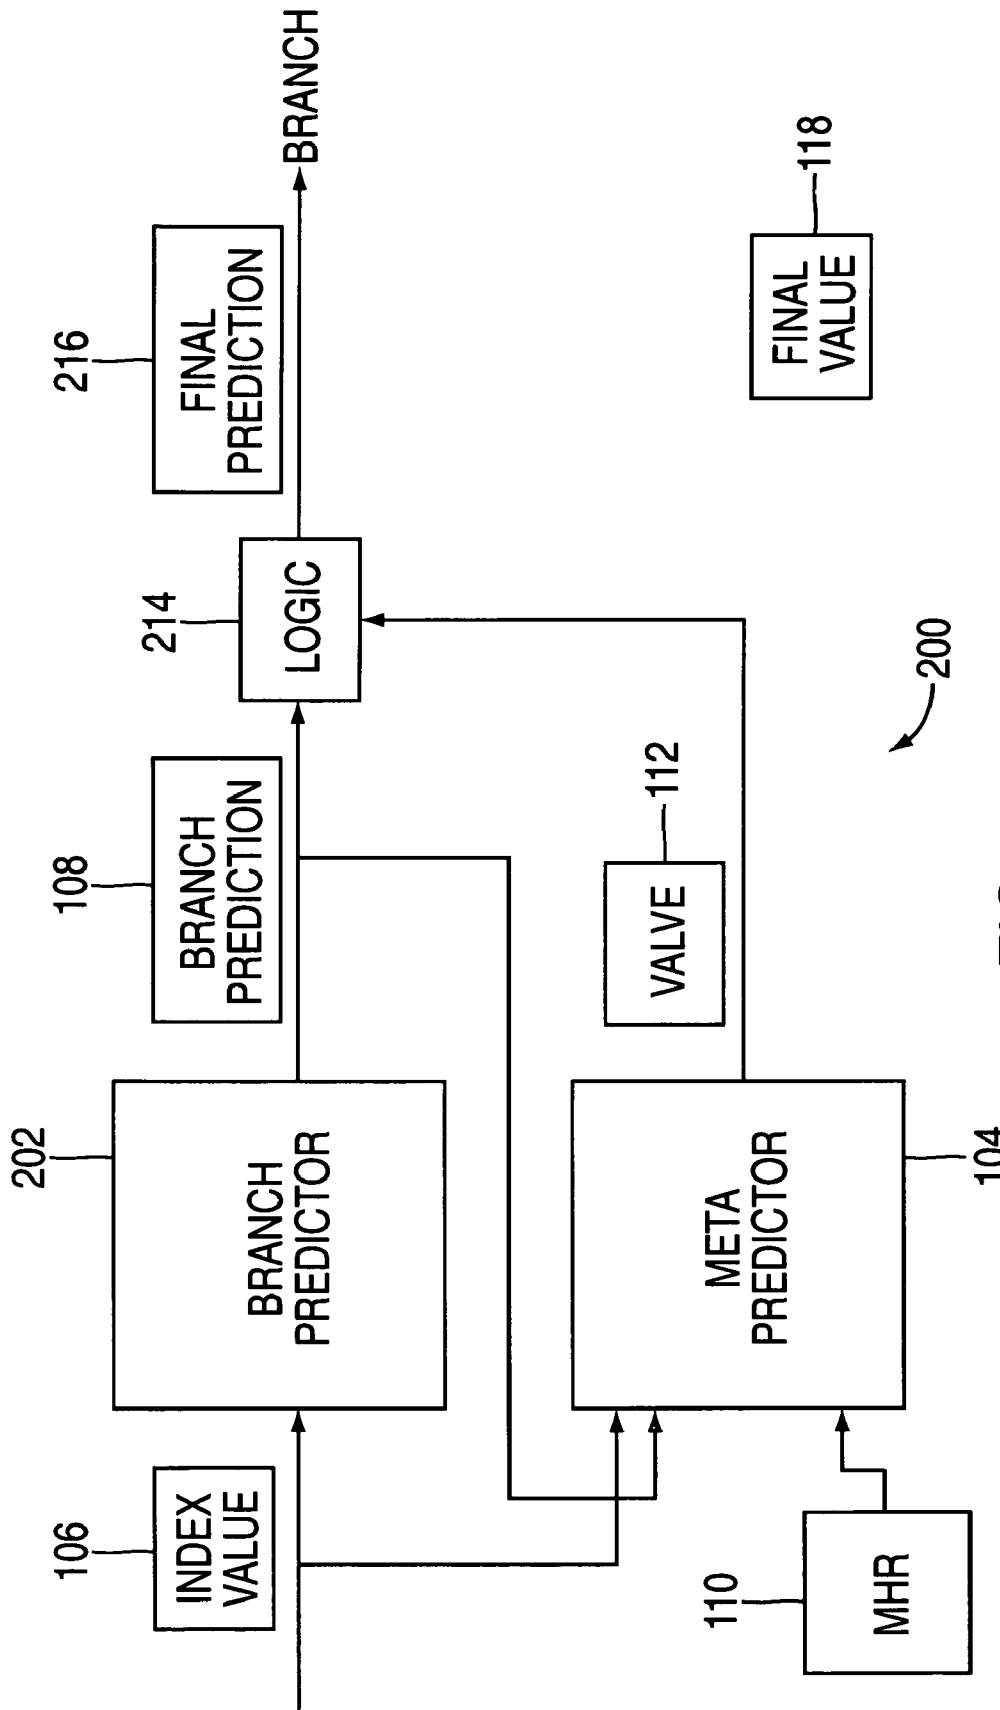 202
108
214
216
106
INDEX
VALUE
BRANCH
PREDICTOR
BRANCH
PREDICTION
LOGIC
FINAL
PREDICTION
BRANCH
110
MHR
META
PREDICTOR
104
VALVE
112
200
FINAL
VALUE
118